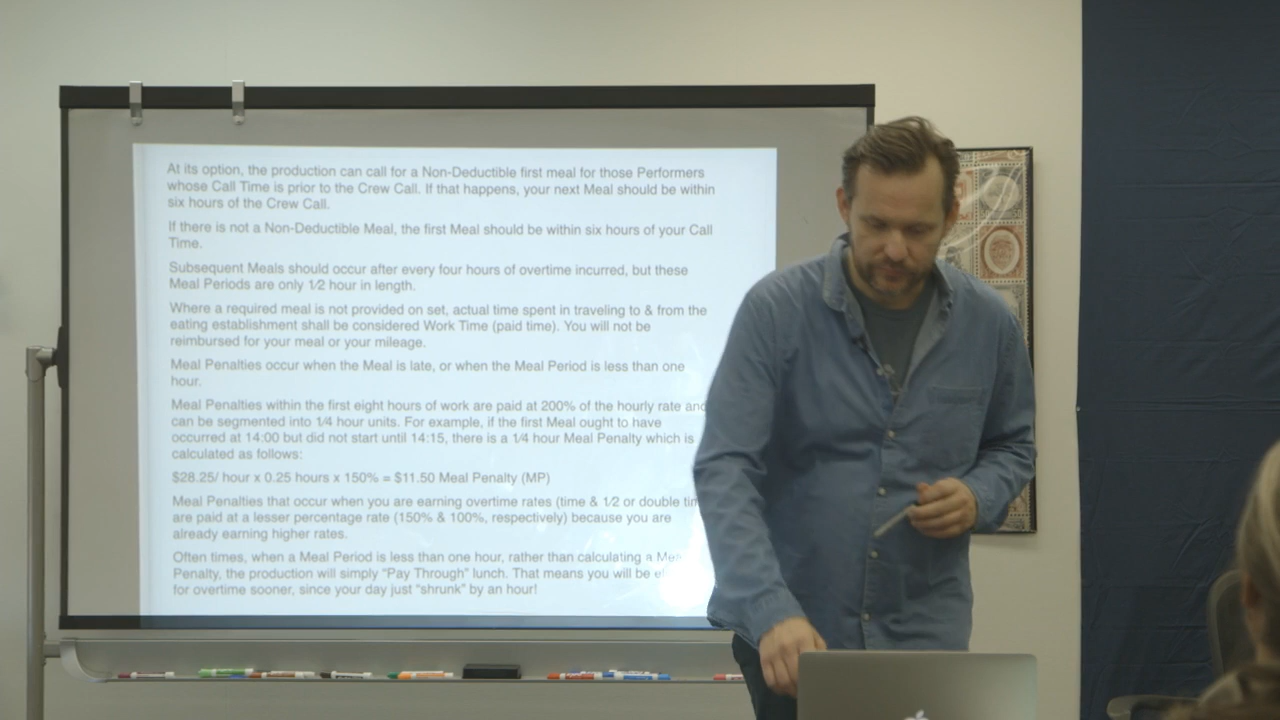 At its option, the production can call for a Non-Deductible first meal for those Performers
whose Call Time is prior to the Crew Call. If that happens, your next Meal should be within
six hours of the Crew Call.
If there is not a Non-Deductible Meal, the first Meal should be within six hours of your Call
Time.
Subsequent Meals should occur after every four hours of overtime incurred, but these
Meal Periods are only 1/2 hour in length.
Where a required meal is not provided on set, actual time spent in traveling to & from the
eating establishment shall be considered Work Time (paid time). You will not be
reimbursed for your meal or your mileage.
Meal Penalties occur when the Meal is late, or when the Meal Period is less than one
hour.
Meal Penalties within the first eight hours of work are paid at 200% of the hourly rate and
can be segmented into 1/4 hour units. For example, if the first Meal ought to have
occurred at 14:00 but did not start until 14:15, there is a 1/4 hour Meal Penalty which is
calculated as follows:
$28.25/ hour x 0.25 hours x 150% = $11.50 Meal Penalty (MP)
Meal Penalties that occur when you are earning overtime rates (time & 1/2 or double
are paid at a lesser percentage rate (150% & 100%, respectively) because you are
already earning higher rates.
Often times, when a Meal Period is less than one hour, rather than calculating a
Penalty, the production will simply “Pay Through” lunch. That means you will be
for overtime sooner, since your day just “shrunk” by an hour!